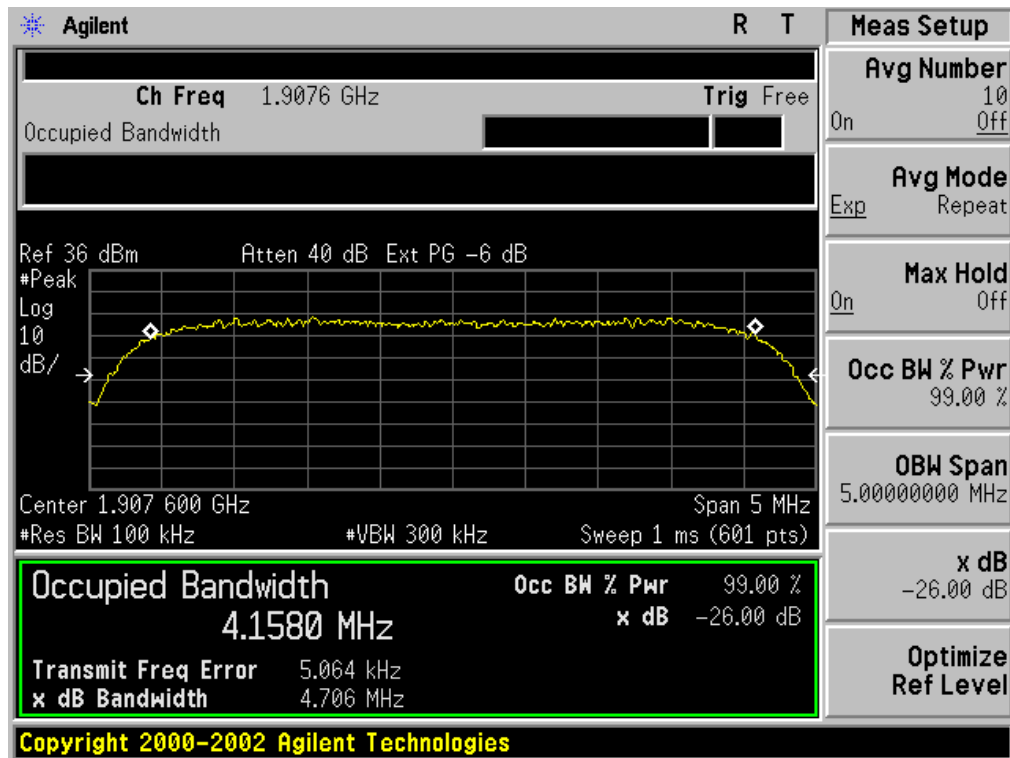 Agilent R T
Ch Freq 1.9076 GHz Trig Free
Occupied Bandwidth
Ref 36 dBm Atten 40 dB Ext PG -6 dB
#Peak
Log
10
dB/
Center 1.907 600 GHz Span 5 MHz
#Res BW 100 kHz #VBW 300 kHz Sweep 1 ms (601 pts)
Occupied Bandwidth Occ BW % Pwr 99.00 %
4.1580 MHz x dB -26.00 dB
Transmit Freq Error 5.064 kHz
x dB Bandwidth 4.706 MHz
Copyright 2000-2002 Agilent Technologies
Meas Setup
Avg Number
10
On Off
Avg Mode
Exp Repeat
Max Hold
On Off
Occ BW % Pwr
99.00 %
OBW Span
5.00000000 MHz
x dB
-26.00 dB
Optimize
Ref Level